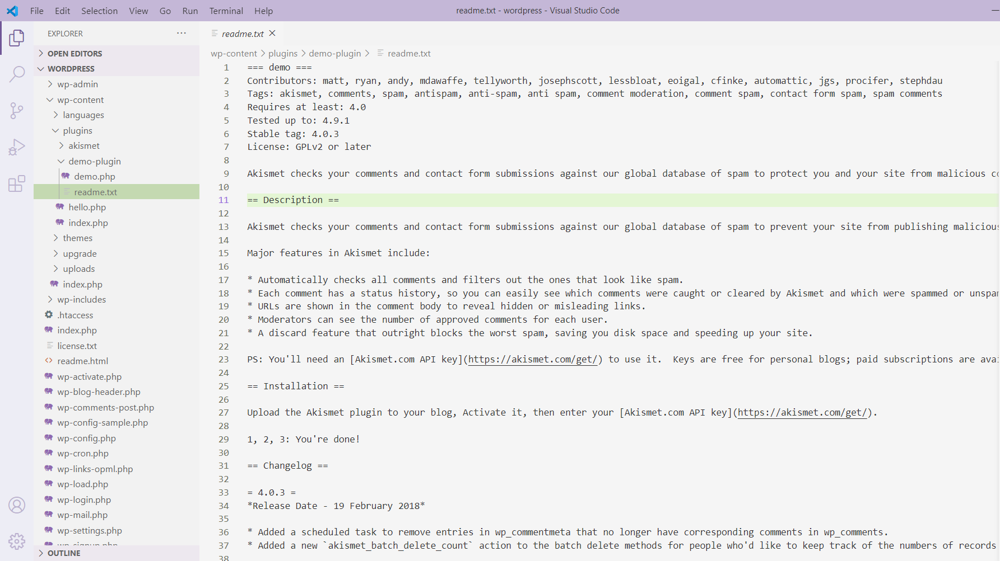 File Edit Selection View Go Run Terminal Help
readme.txt - wordpress - Visual Studio Code
EXPLORER
OPEN EDITORS
WORDPRESS
wp-admin
wp-content
languages
plugins
akismet
demo-plugin
demo.php
readme.txt
hello.php
index.php
themes
upgrade
uploads
index.php
wp-includes
.htaccess
index.php
license.txt
readme.html
wp-activate.php
wp-blog-header.php
wp-comments-post.php
wp-config-sample.php
wp-config.php
wp-cron.php
wp-links-opml.php
wp-load.php
wp-login.php
wp-mail.php
wp-settings.php
OUTLINE
readme.txt
wp-content > plugins > demo-plugin > readme.txt
1 === demo ===
2 Contributors: matt, ryan, andy, mdawaffe, tellyworth, josephscott, lessbloat, eoigal, cfinke, automattic, jgs, procifer, stephdau
3 Tags: akismet, comments, spam, antispam, anti-spam, anti spam, comment moderation, comment spam, contact form spam, spam comments
4 Requires at least: 4.0
5 Tested up to: 4.9.1
6 Stable tag: 4.0.3
7 License: GPLv2 or later
8
9 Akismet checks your comments and contact form submissions against our global database of spam to protect you and your site from malicious
10
11 == Description ==
12
13 Akismet checks your comments and contact form submissions against our global database of spam to prevent your site from publishing malicious
14
15 Major features in Akismet include:
16
17 * Automatically checks all comments and filters out the ones that look like spam.
18 * Each comment has a status history, so you can easily see which comments were caught or cleared by Akismet and which were spammed or
19 * URLs are shown in the comment body to reveal hidden or misleading links.
20 * Moderators can see the number of approved comments for each user.
21 * A discard feature that outright blocks the worst spam, saving you disk space and speeding up your site.
22
23 PS: You'll need an [Akismet.com API key](https://akismet.com/get/) to use it.  Keys are free for personal blogs; paid subscriptions are
24
25 == Installation ==
26
27 Upload the Akismet plugin to your blog, Activate it, then enter your [Akismet.com API key](https://akismet.com/get/).
28
29 1, 2, 3: You're done!
30
31 == Changelog ==
32
33 = 4.0.3 =
34 *Release Date - 19 February 2018*
35
36 * Added a scheduled task to remove entries in wp_commentmeta that no longer have corresponding comments in wp_comments.
37 * Added a new `akismet_batch_delete_count` action to the batch delete methods for people who'd like to keep track of the numbers of records
38